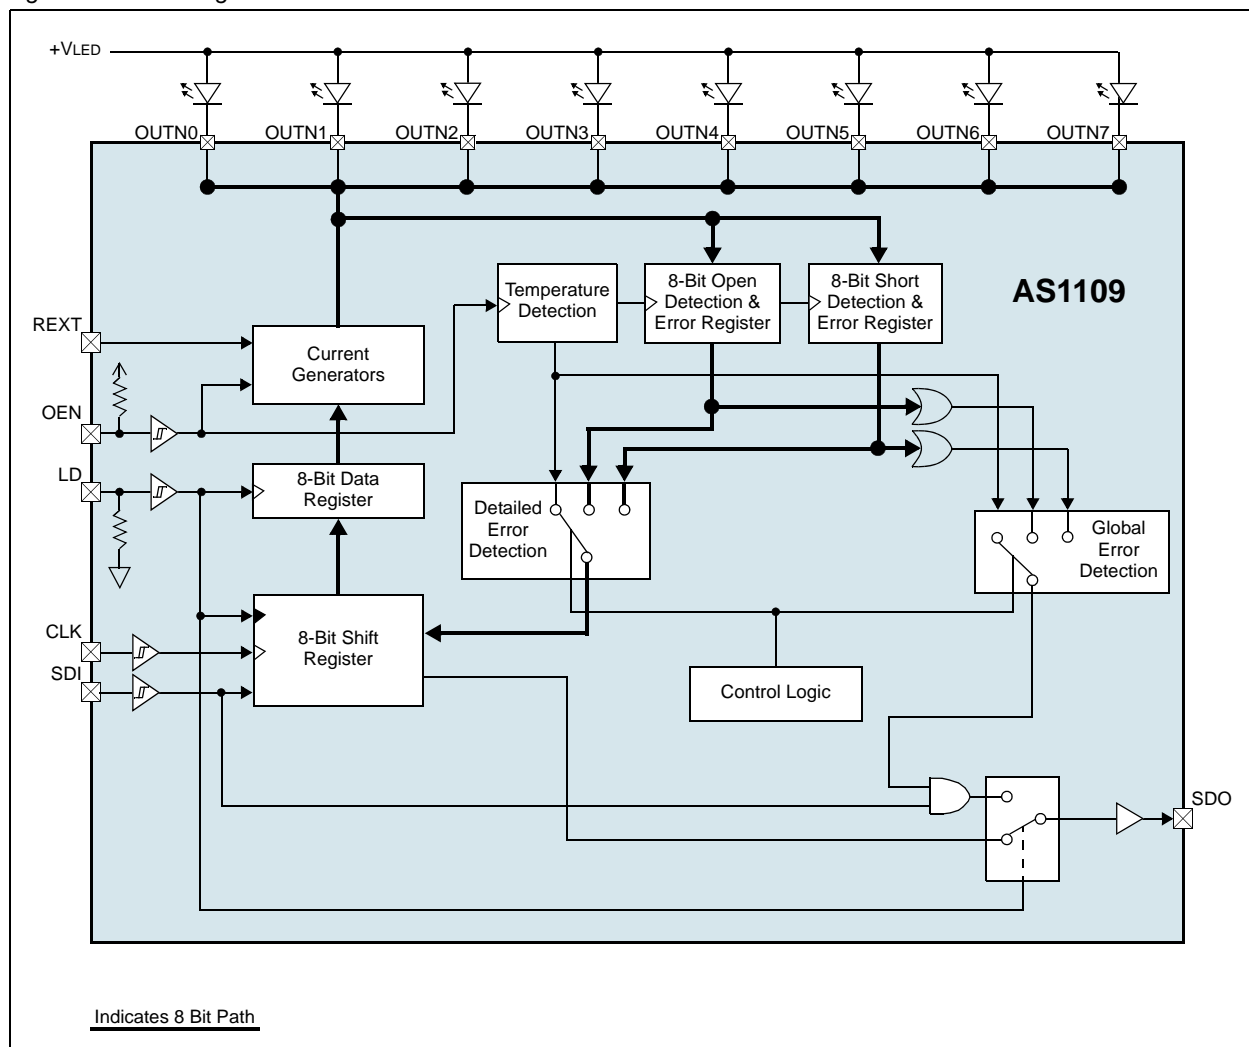 +VLED
OUTN0 OUTN1 OUTN2 OUTN3 OUTN4 OUTN5 OUTN6 OUTN7
AS1109
Temperature
Detection
8-Bit Open
Detection &
Error Register
8-Bit Short
Detection &
Error Register
REXT
Current
Generators
OEN
LD
8-Bit Data
Register
Detailed
Error
Detection
Global
Error
Detection
CLK
SDI
8-Bit Shift
Register
Control Logic
SDO
Indicates 8 Bit Path